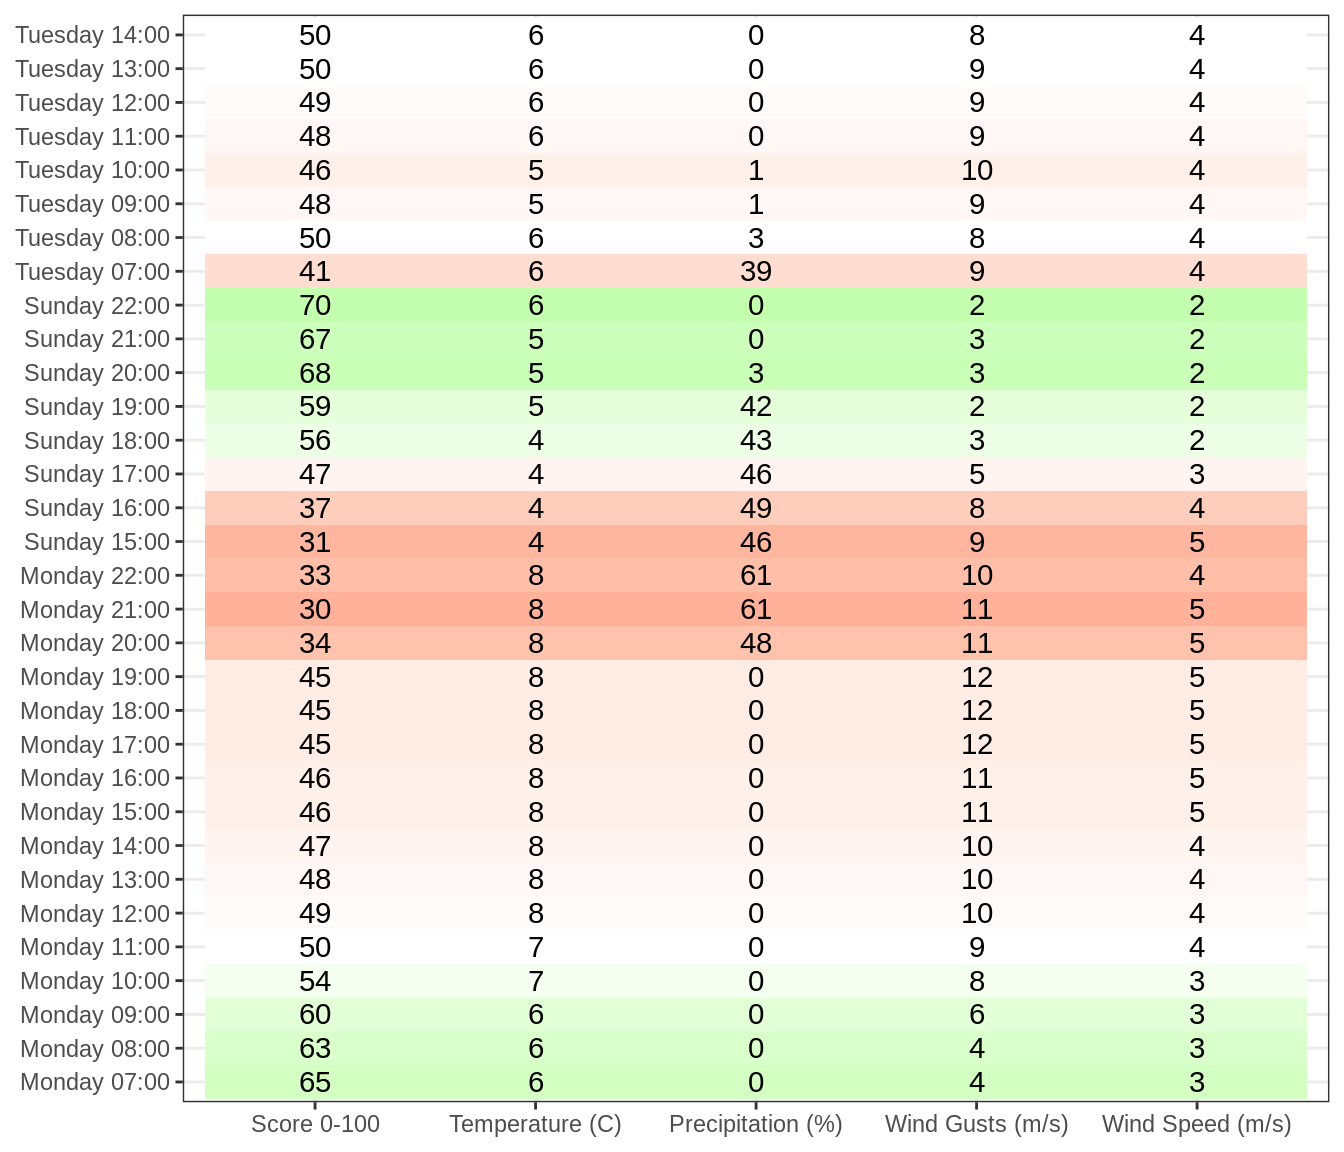 Tuesday 14:00 50 6 0 8 4
Tuesday 13:00 50 6 0 9 4
Tuesday 12:00 49 6 0 9 4
Tuesday 11:00 48 6 0 9 4
Tuesday 10:00 46 5 1 10 4
Tuesday 09:00 48 5 1 9 4
Tuesday 08:00 50 6 3 8 4
Tuesday 07:00 41 6 39 9 4
Sunday 22:00 70 6 0 2 2
Sunday 21:00 67 5 0 3 2
Sunday 20:00 68 5 3 3 2
Sunday 19:00 59 5 42 2 2
Sunday 18:00 56 4 43 3 2
Sunday 17:00 47 4 46 5 3
Sunday 16:00 37 4 49 8 4
Sunday 15:00 31 4 46 9 5
Monday 22:00 33 8 61 10 4
Monday 21:00 30 8 61 11 5
Monday 20:00 34 8 48 11 5
Monday 19:00 45 8 0 12 5
Monday 18:00 45 8 0 12 5
Monday 17:00 45 8 0 12 5
Monday 16:00 46 8 0 11 5
Monday 15:00 46 8 0 11 5
Monday 14:00 47 8 0 10 4
Monday 13:00 48 8 0 10 4
Monday 12:00 49 8 0 10 4
Monday 11:00 50 7 0 9 4
Monday 10:00 54 7 0 8 3
Monday 09:00 60 6 0 6 3
Monday 08:00 63 6 0 4 3
Monday 07:00 65 6 0 4 3
Score 0-100 Temperature (C) Precipitation (%) Wind Gusts (m/s) Wind Speed (m/s)